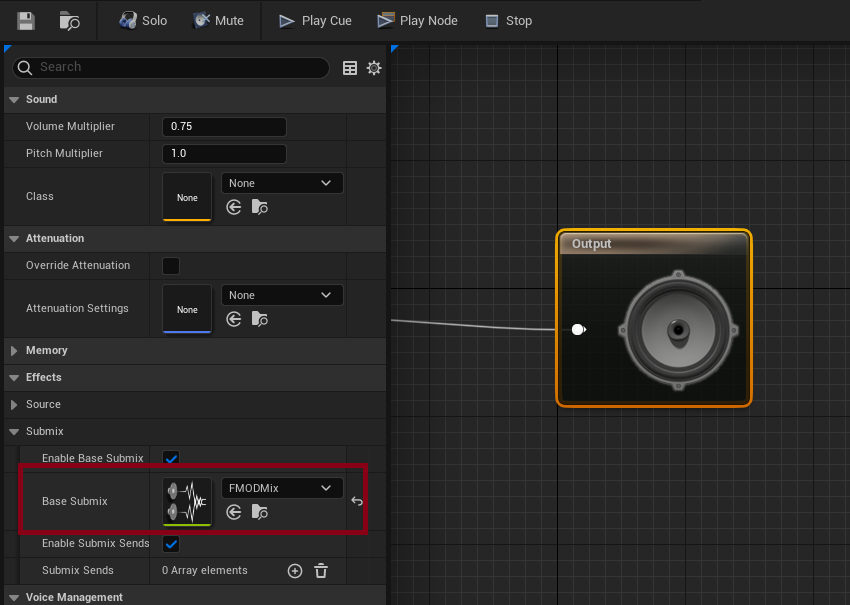 Solo
Mute
Play Cue
Play Node
Stop
Search
Sound
Volume Multiplier
0.75
Pitch Multiplier
1.0
Class
None
None
Attenuation
Override Attenuation
Attenuation Settings
None
None
Memory
Effects
Source
Submix
Enable Base Submix
Base Submix
FMODMix
Enable Submix Sends
Submix Sends
0 Array elements
Voice Management
Output